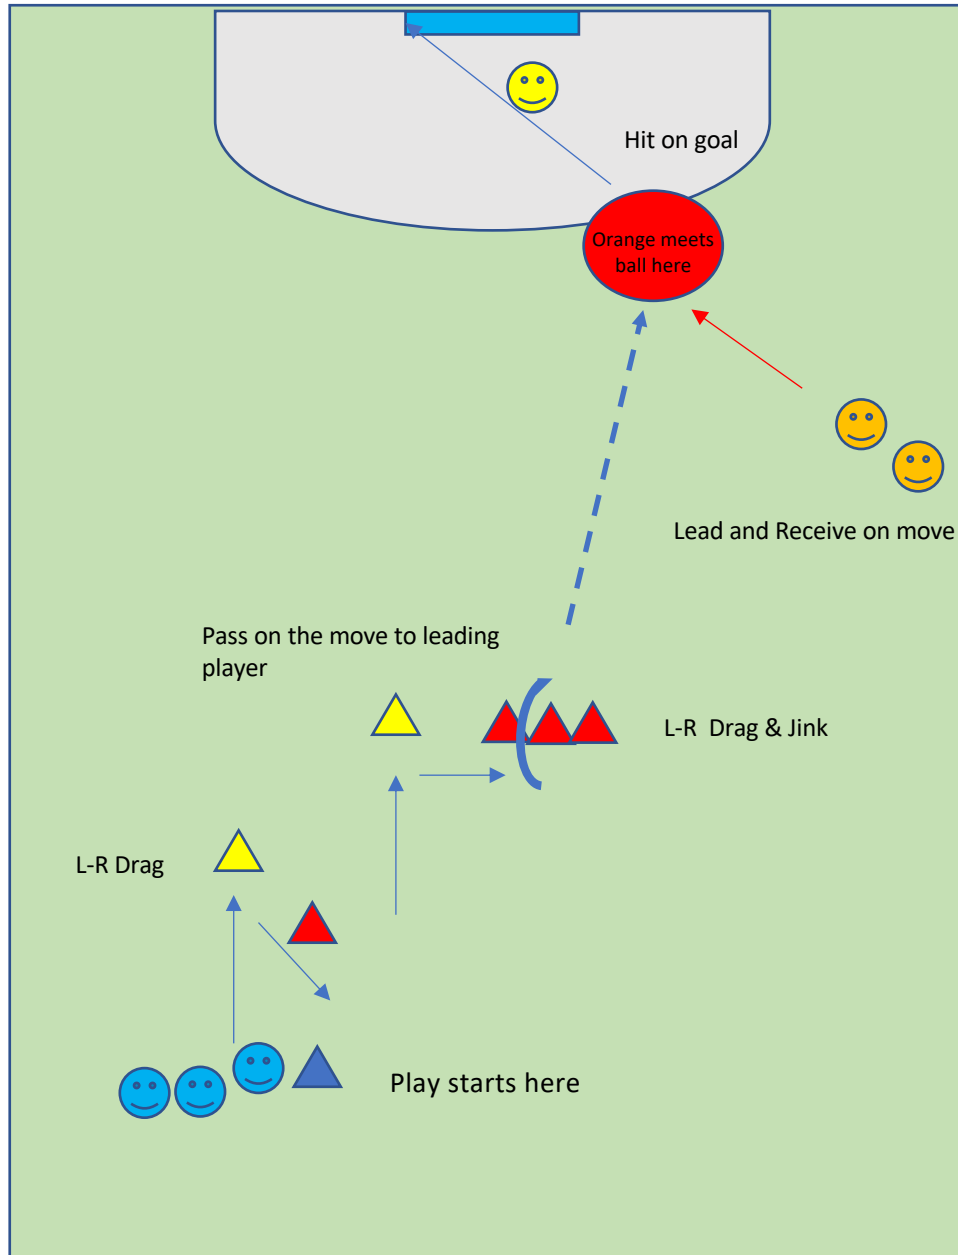 Hit on goal
Orange meets
ball here
Lead and Receive on move
Pass on the move to leading
player
L-R  Drag & Jink
L-R Drag
Play starts here